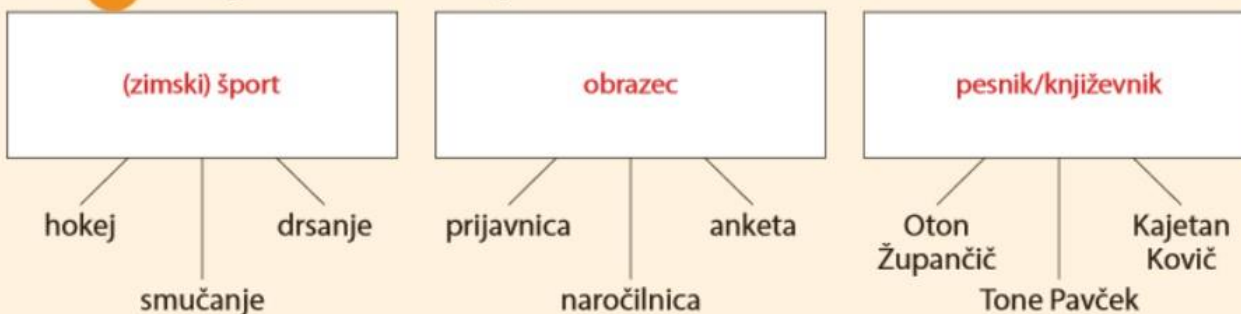 (zimski) šport
obrazec
pesnik/književnik
hokej
drsanje
smučanje
prijavnica
anketa
naročilnica
Oton
Župančič
Kajetan
Kovič
Tone Pavček